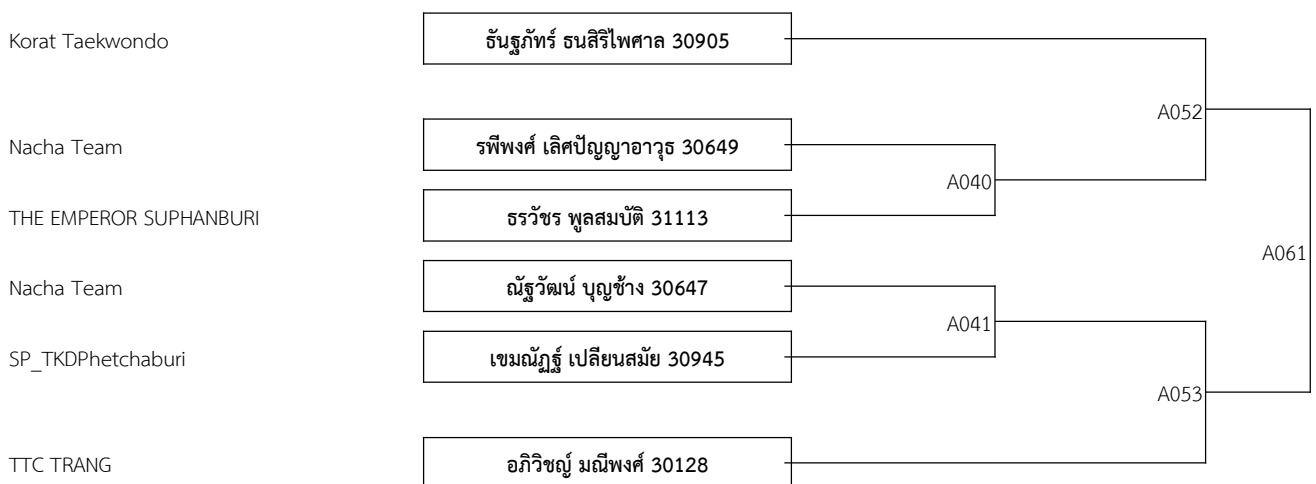 Korat Taekwondo ธันฐภัทร์ ธนสิริไพศาล 30905
A052
Nacha Team รพีพงศ์ เลิศปัญญาอาวุธ 30649
A040
THE EMPEROR SUPHANBURI ธรวัชร พูลสมบัติ 31113
A061
Nacha Team ณัฐวัฒน์ บุญช้าง 30647
A041
SP_TKDPhetchaburi เขมณัฏฐ์ เปลียนสมัย 30945
A053
TTC TRANG อภิวิชญ์ มณีพงศ์ 30128